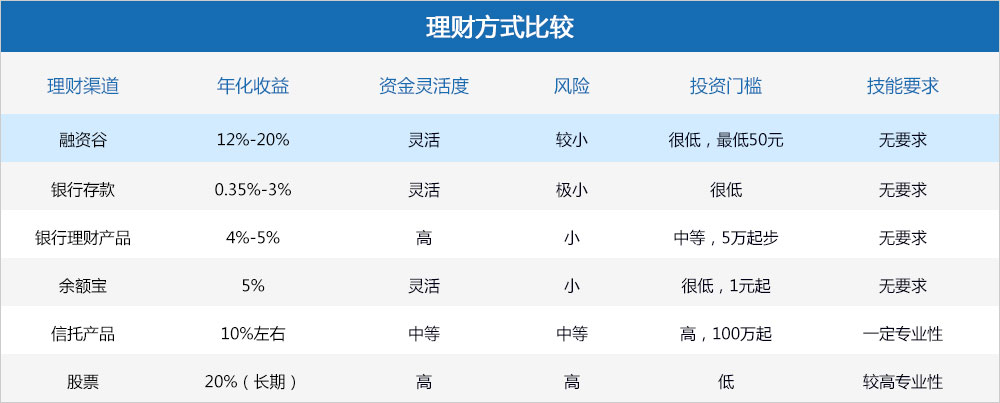 理财方式比较
理财渠道 年化收益 资金灵活度 风险 投资门槛 技能要求
融资谷 12%-20% 灵活 较小 很低，最低50元 无要求
银行存款 0.35%-3% 灵活 极小 很低 无要求
银行理财产品 4%-5% 高 小 中等，5万起步 无要求
余额宝 5% 灵活 小 很低，1元起 无要求
信托产品 10%左右 中等 中等 高，100万起 一定专业性
股票 20%（长期） 高 高 低 较高专业性